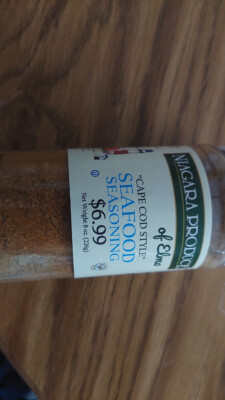 NIAGARA PRODUCE
of Elma
"CAPE COD STYLE"
SEAFOOD
SEASONING
$6.99
Net Weight 8 oz. (226g)